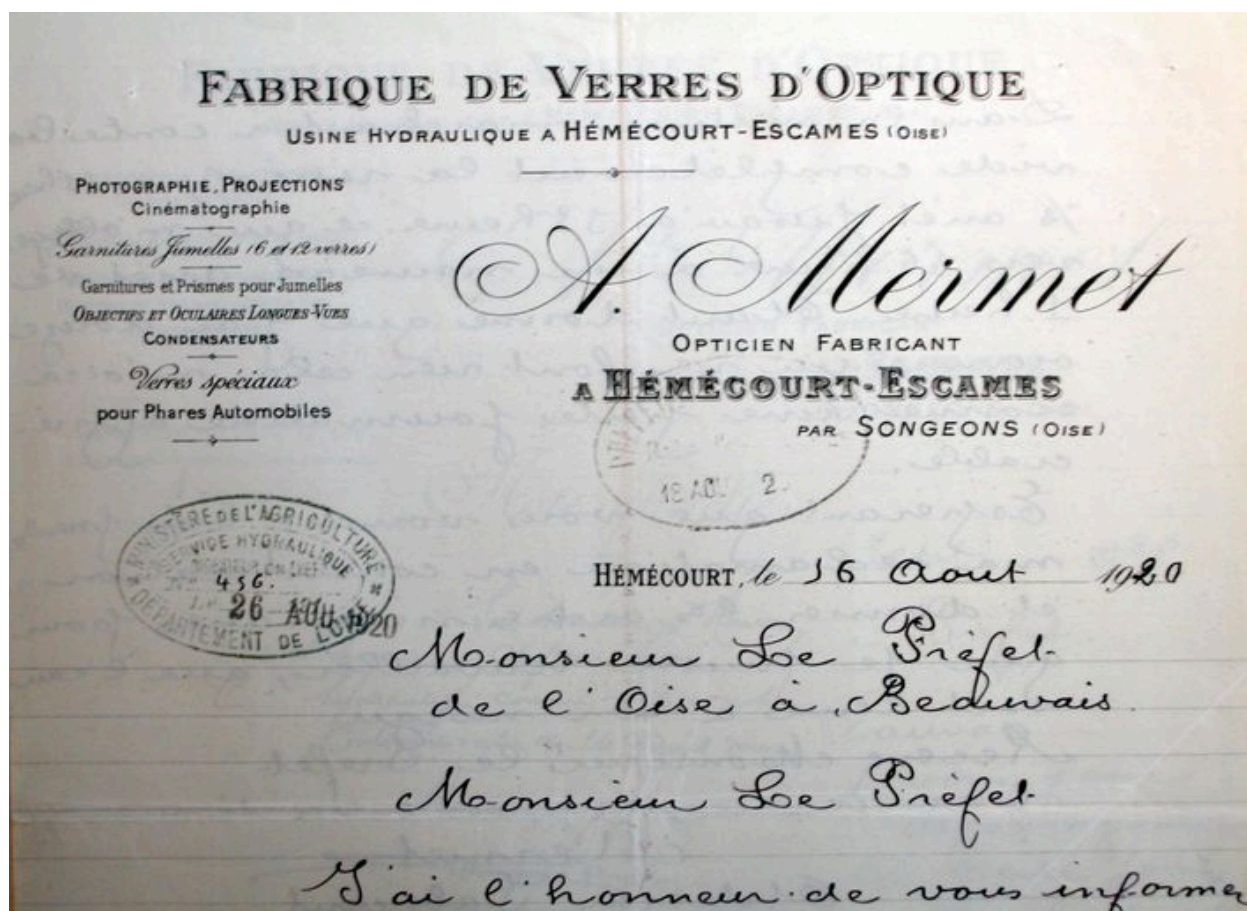 FABRIQUE DE VERRES D'OPTIQUE
USINE HYDRAULIQUE A HÉMÉCOURT-ESCAMES (OISE)
PHOTOGRAPHIE, PROJECTIONS
Cinématographie
Garnitures Jumelles (6 et 12 verres)
Garnitures et Prismes pour Jumelles
OBJECTIFS ET OCULAIRES LONGUES-VUES
CONDENSATEURS
Verres spéciaux
pour Phares Automobiles
A. Mermet
OPTICIEN FABRICANT
A HÉMÉCOURT-ESCAMES
PAR SONGEONS (OISE)
18 AOU 2
MINISTÈRE DE L'AGRICULTURE
SERVICE HYDRAULIQUE
456.
26 AOU 1920
DÉPARTEMENT DE L'OISE
HÉMÉCOURT, le 16 Aout 1920
Monsieur Le Préfet
de l'Oise à Beauvais.
Monsieur Le Préfet
J'ai l'honneur de vous informer